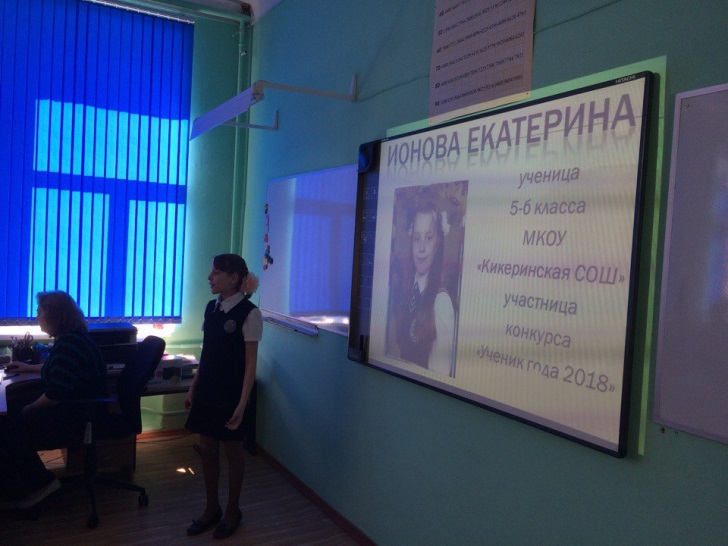 ИОНОВА ЕКАТЕРИНА
ученица
5-б класса
МКОУ
«Кикеринская СОШ»
участница
конкурса
«Ученик года 2018»